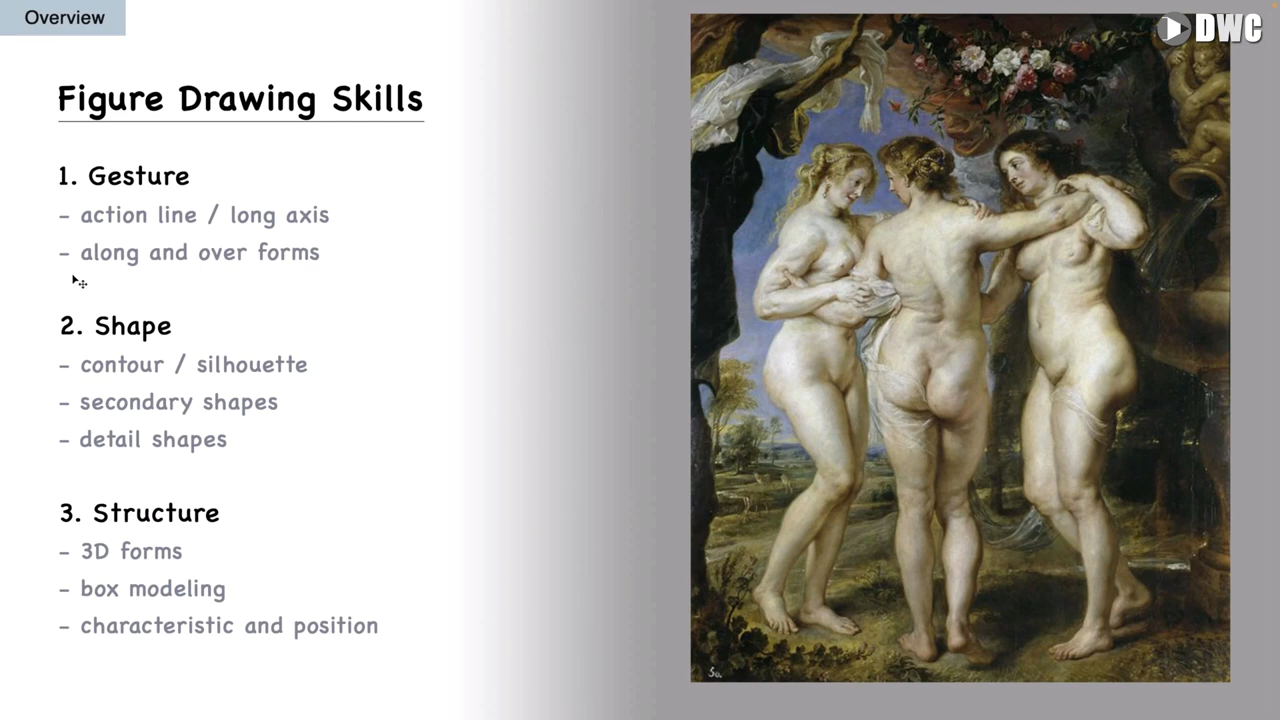 Overview
DWC
Figure Drawing Skills
1. Gesture
- action line / long axis
- along and over forms
2. Shape
- contour / silhouette
- secondary shapes
- detail shapes
3. Structure
- 3D forms
- box modeling
- characteristic and position